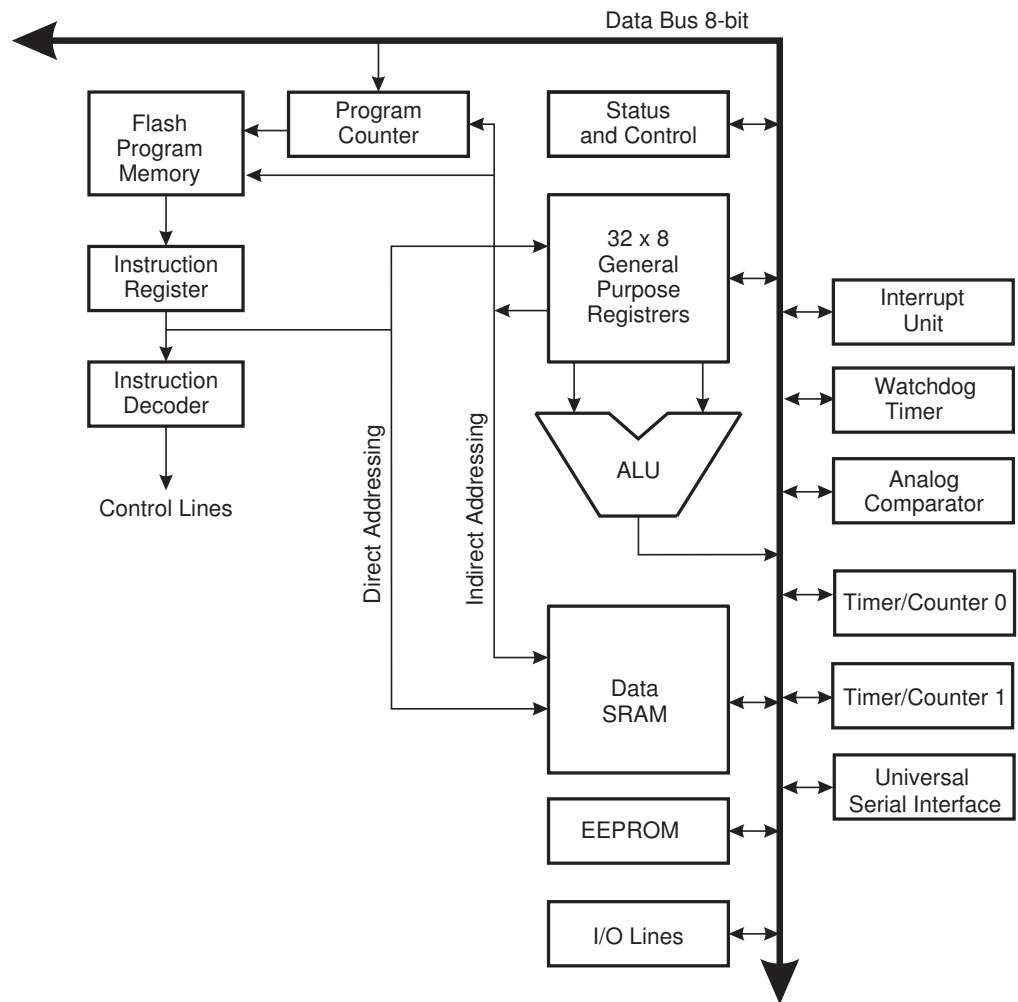 Data Bus 8-bit
Flash
Program
Memory
Program
Counter
Status
and Control
32 x 8
General
Purpose
Registrers
Instruction
Register
Interrupt
Unit
Instruction
Decoder
Watchdog
Timer
Control Lines
Direct Addressing
Indirect Addressing
ALU
Analog
Comparator
Timer/Counter 0
Data
SRAM
Timer/Counter 1
Universal
Serial Interface
EEPROM
I/O Lines